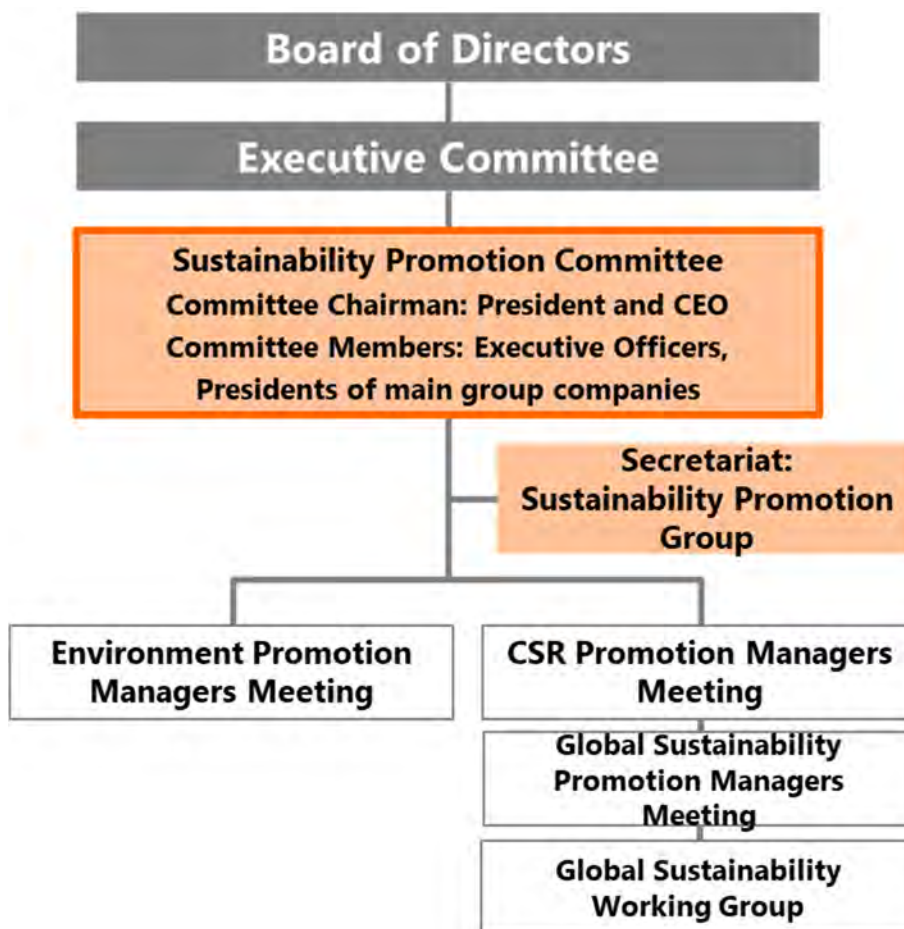 Board of Directors
Executive Committee
Sustainability Promotion Committee
Committee Chairman: President and CEO
Committee Members: Executive Officers,
Presidents of main group companies
Secretariat:
Sustainability Promotion
Group
Environment Promotion
Managers Meeting
CSR Promotion Managers
Meeting
Global Sustainability
Promotion Managers
Meeting
Global Sustainability
Working Group